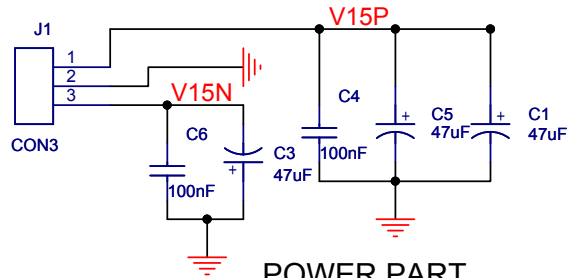 J1
V15P
1
2
3
V15N
CON3
C6
100nF
C3
+
47uF
C4
100nF
+
C5
47uF
+
C1
47uF
POWER PART